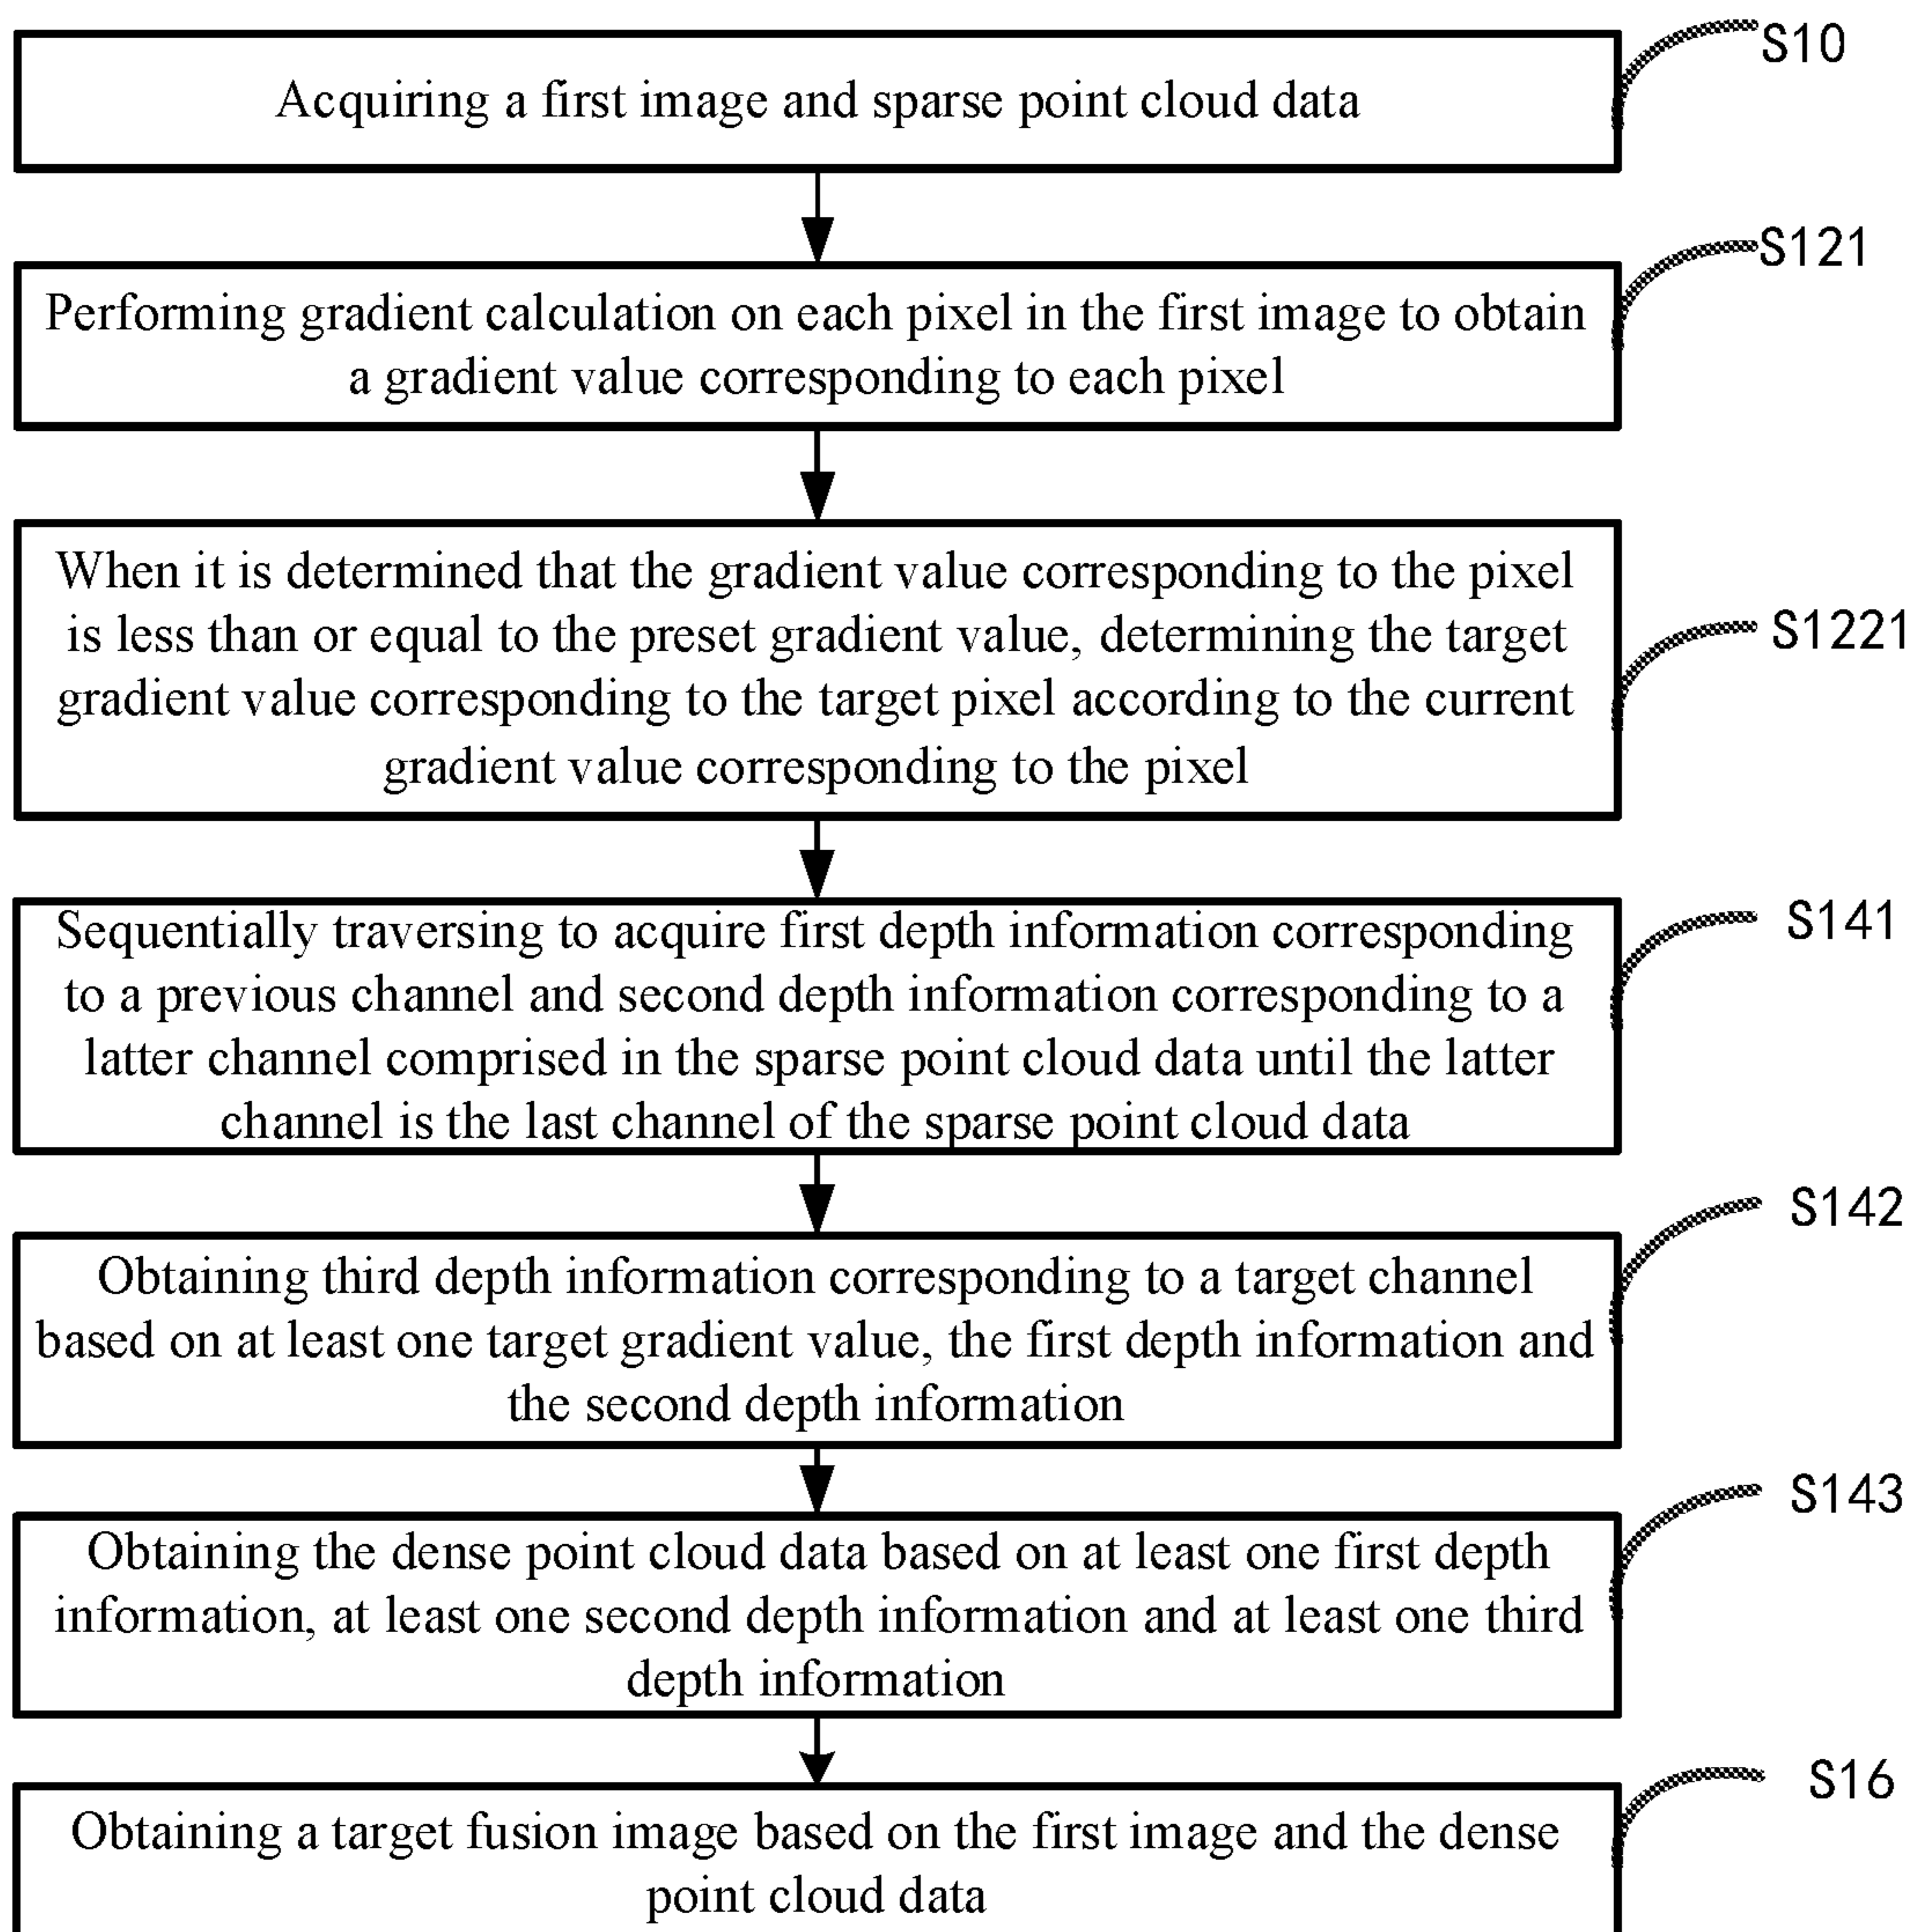 S10
Acquiring a first image and sparse point cloud data
S121
Performing gradient calculation on each pixel in the first image to obtain
a gradient value corresponding to each pixel
When it is determined that the gradient value corresponding to the pixel
is less than or equal to the preset gradient value, determining the target
gradient value corresponding to the target pixel according to the current
gradient value corresponding to the pixel
S1221
Sequentially traversing to acquire first depth information corresponding
to a previous channel and second depth information corresponding to a
latter channel comprised in the sparse point cloud data until the latter
channel is the last channel of the sparse point cloud data
S141
S142
Obtaining third depth information corresponding to a target channel
based on at least one target gradient value, the first depth information and
the second depth information
S143
Obtaining the dense point cloud data based on at least one first depth
information, at least one second depth information and at least one third
depth information
S16
Obtaining a target fusion image based on the first image and the dense
point cloud data